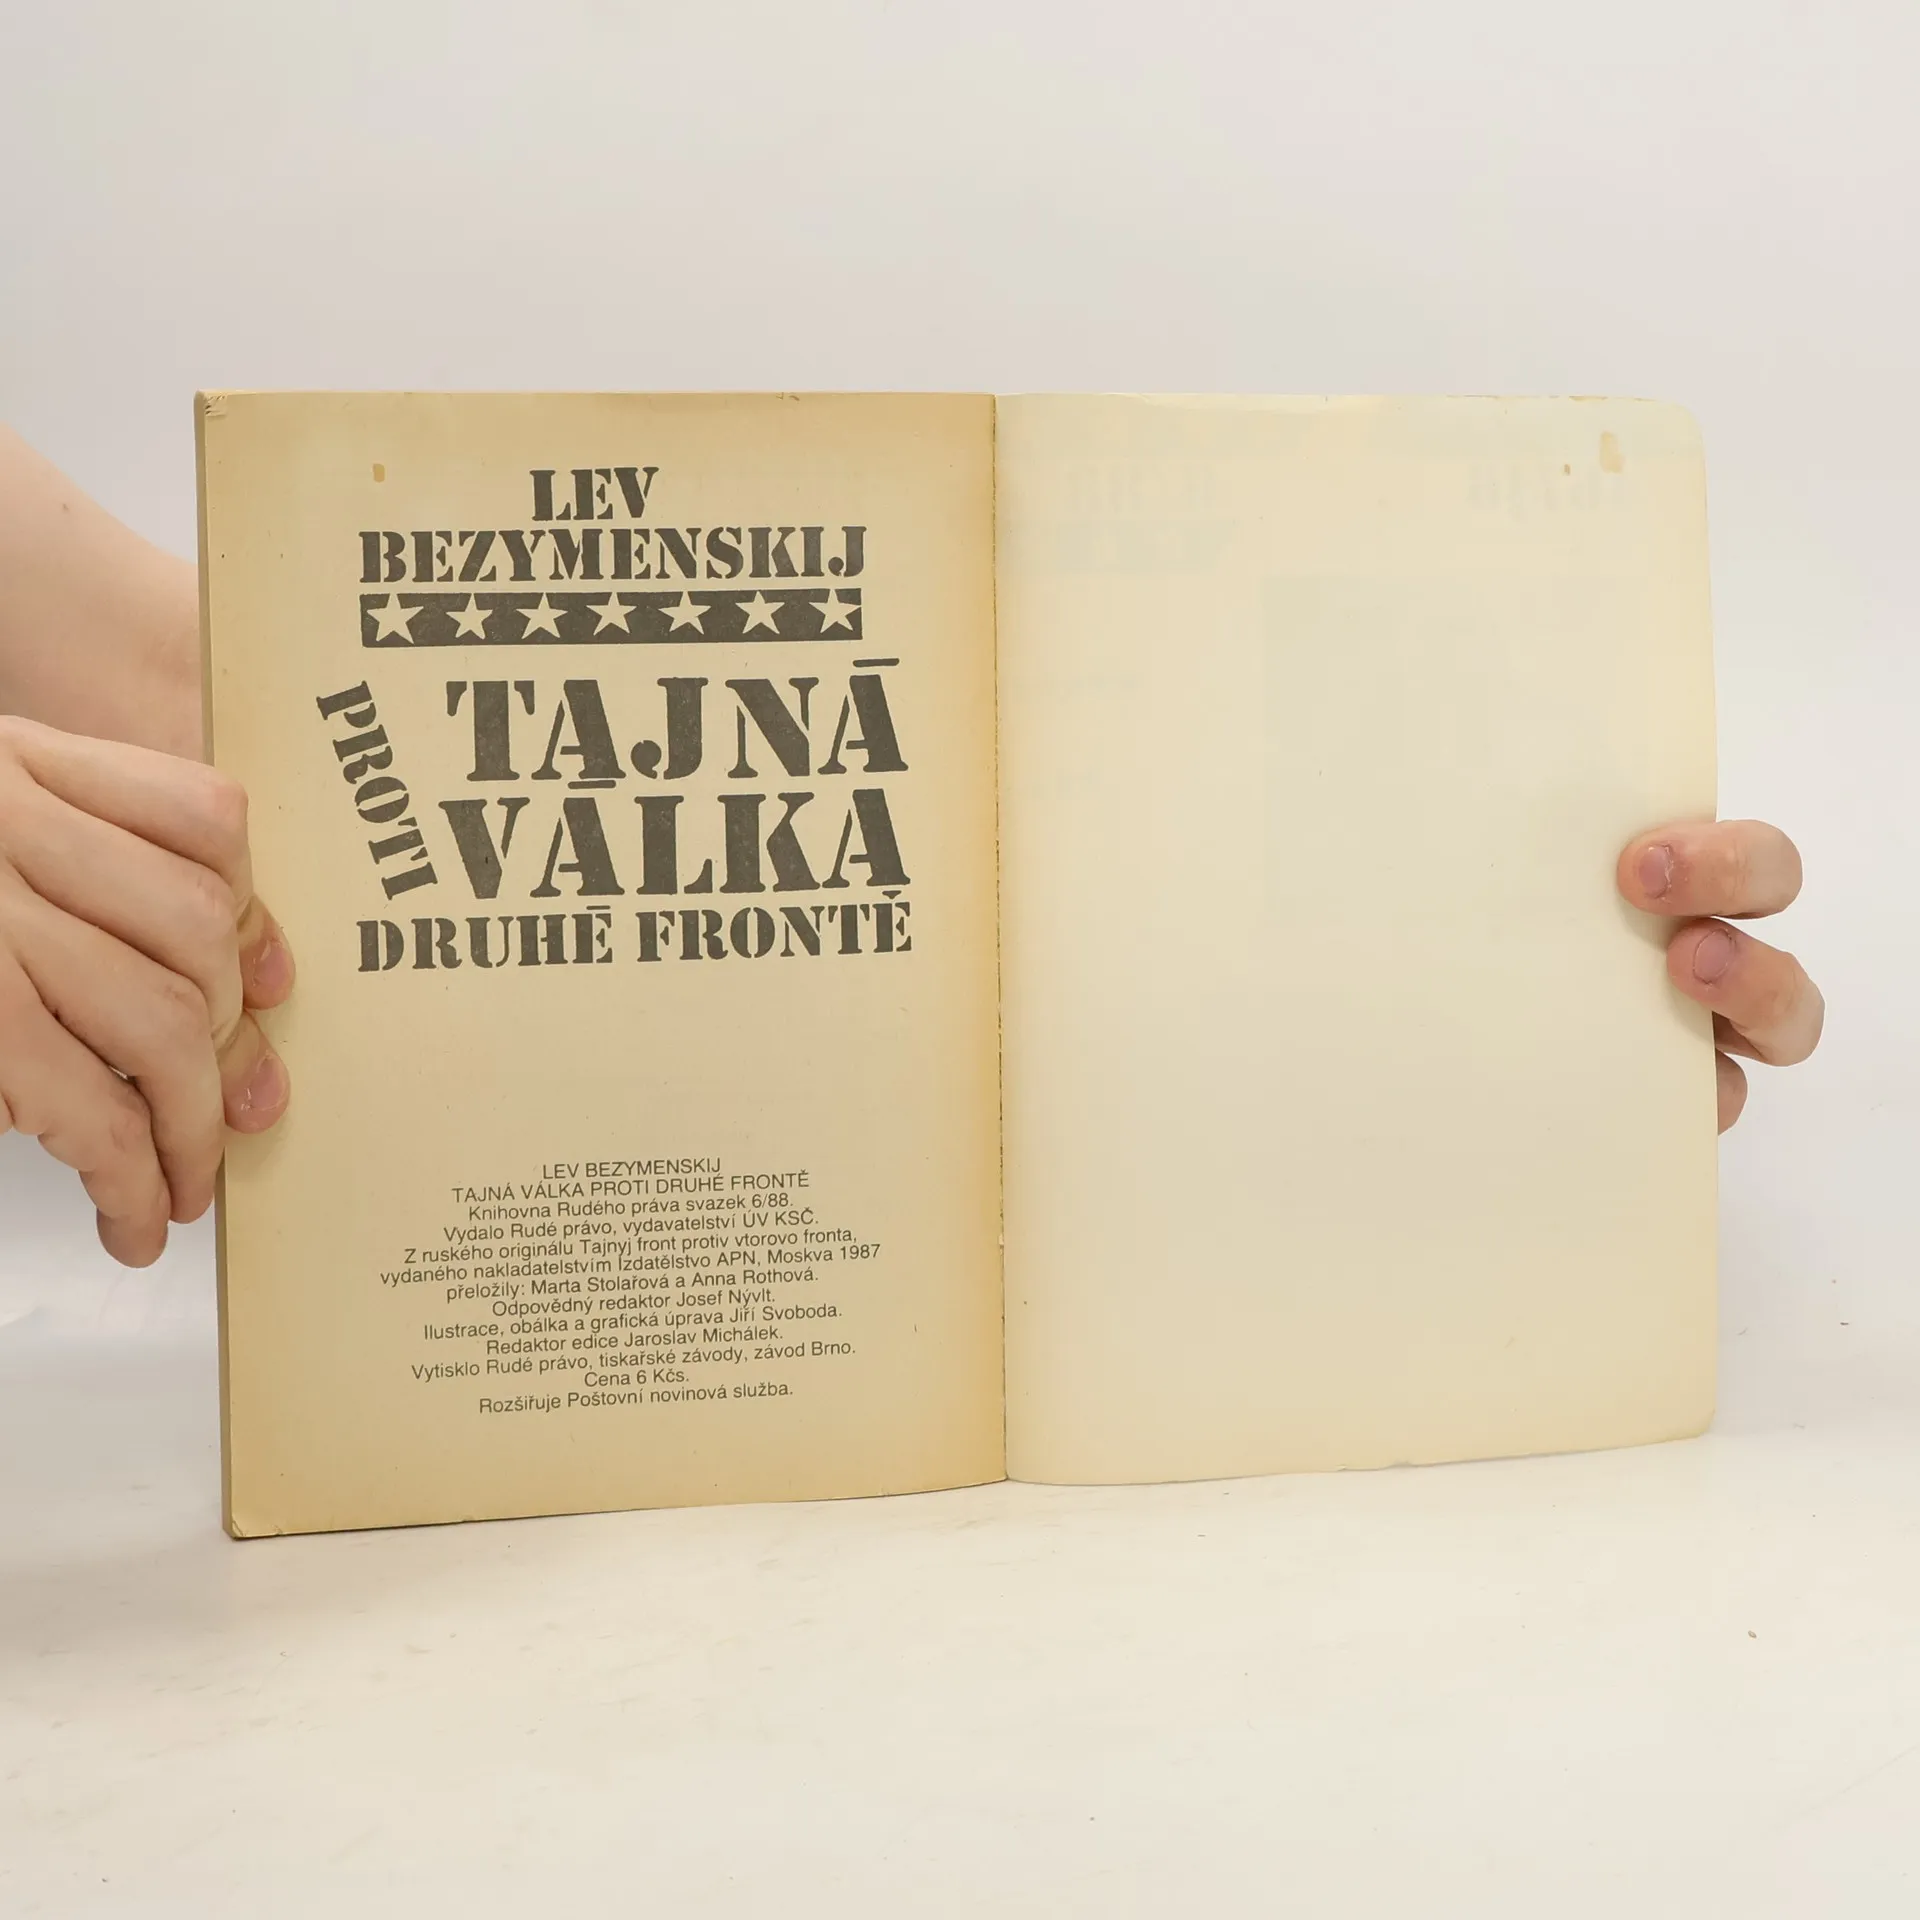 LEV
BEZYMENSKIJ
TAJNÁ
VÁLKA
PROTI
DRUHÉ FRONTĚ
LEV BEZYMENSKIJ
TAJNÁ VÁLKA PROTI DRUHÉ FRONTĚ
Knihovna Rudého práva svazek 6/88.
Vydalo Rudé právo, vydavatelství ÚV KSČ.
Z ruského originálu Tajnyj front protiv vtorovo fronta,
vydaného nakladatelstvím Izdatělstvo APN, Moskva 1987
přeložily: Marta Stolařová a Anna Rothová.
Odpovědný redaktor Josef Nývlt.
Ilustrace, obálka a grafická úprava Jiří Svoboda.
Redaktor edice Jaroslav Michálek.
Vytisklo Rudé právo, tiskařské závody, závod Brno.
Cena 6 Kčs.
Rozšiřuje Poštovní novinová služba.